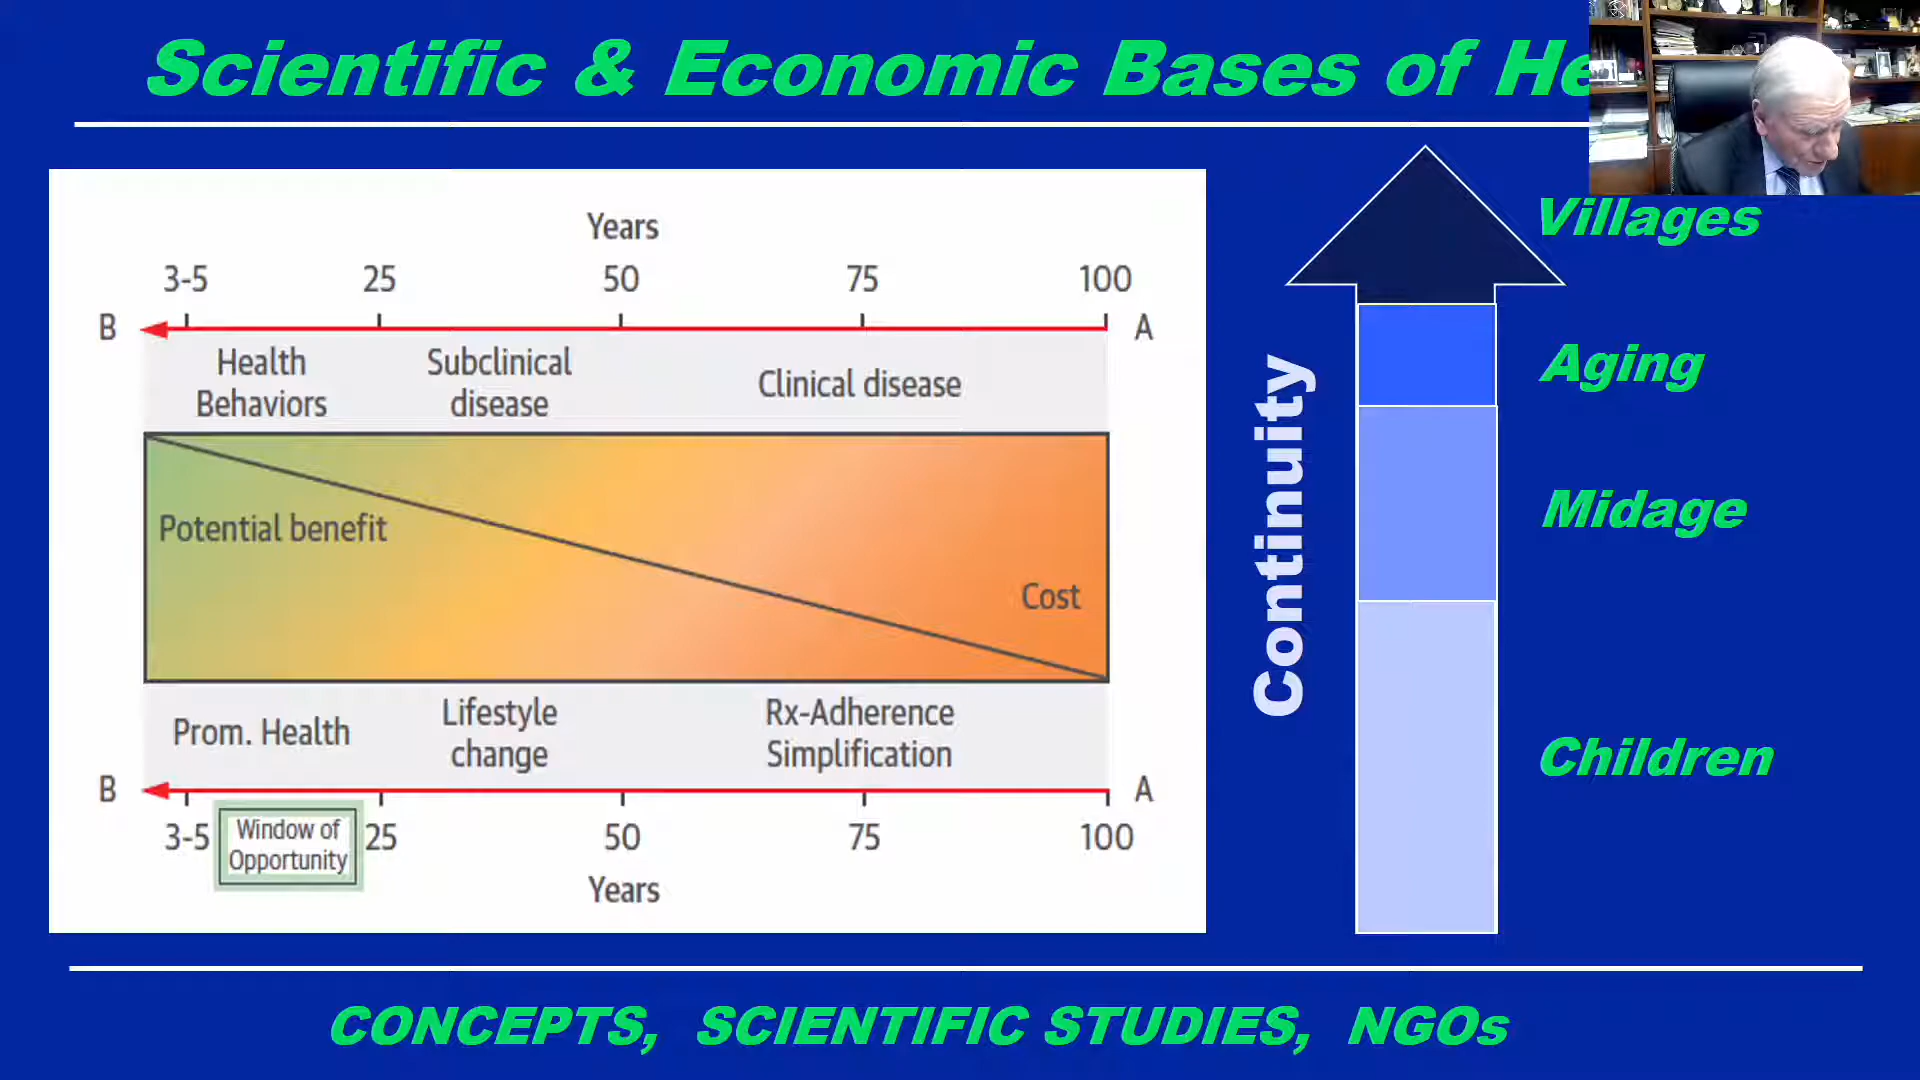 Scientific & Economic Bases of He
Years
3-5 25 50 75 100
B A
Health Behaviors
Subclinical disease
Clinical disease
Potential benefit
Cost
Prom. Health
Lifestyle change
Rx-Adherence Simplification
B A
3-5 25 50 75 100
Window of Opportunity
Years
Continuity
Villages
Aging
Midage
Children
CONCEPTS, SCIENTIFIC STUDIES, NGOs